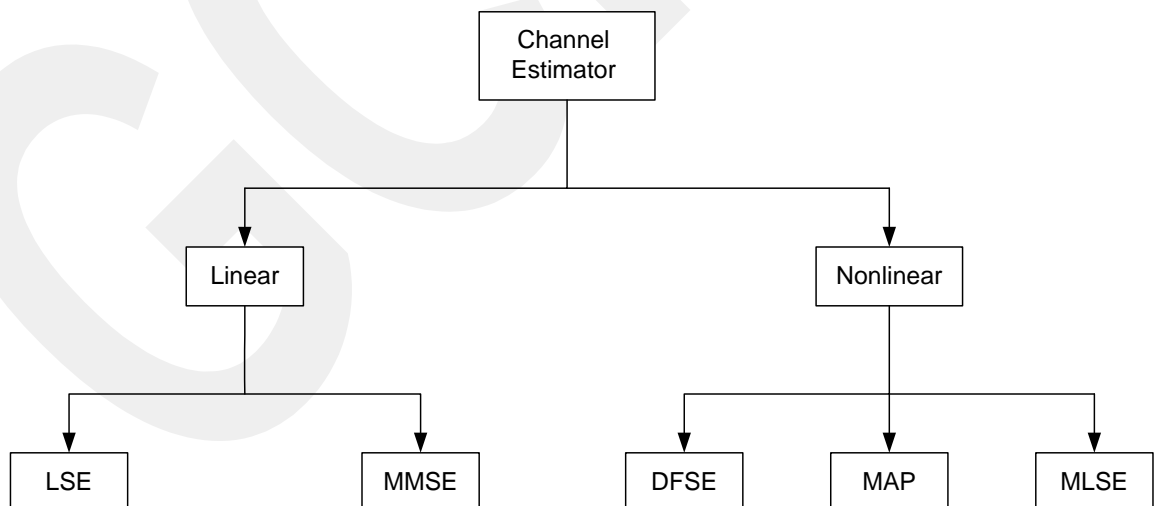 Channel
Estimator
Linear
Nonlinear
LSE
MMSE
DFSE
MAP
MLSE